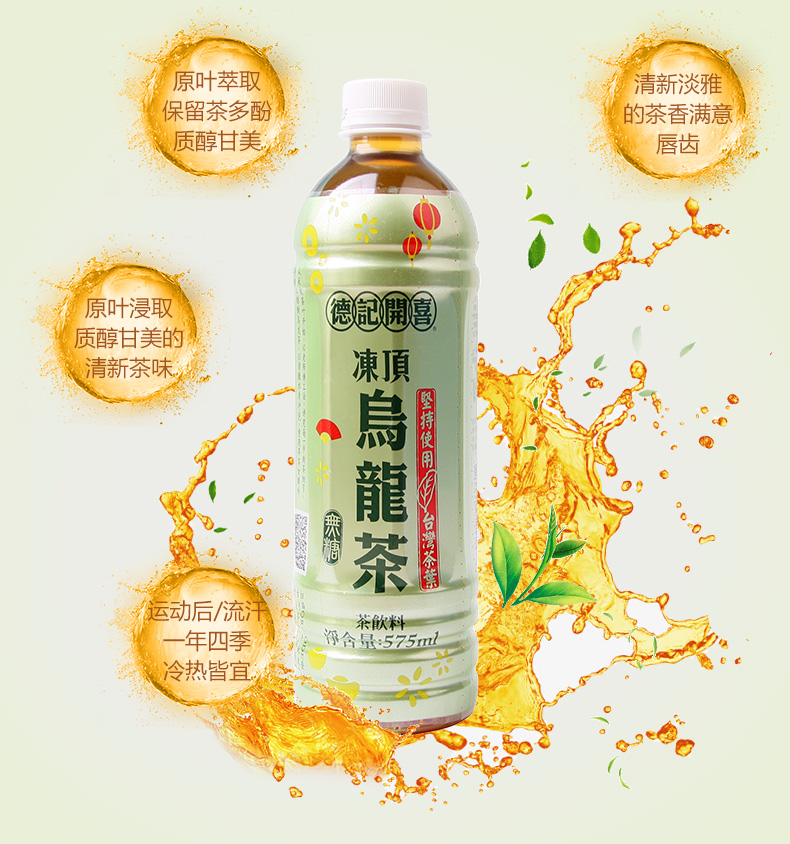 原叶萃取
保留茶多酚
质醇甘美.
清新淡雅
的茶香满意
唇齿
原叶浸取
质醇甘美的
清新茶味.
运动后/流汗
一年四季
冷热皆宜.
德記開喜
凍頂
烏龍茶
堅持使用
台灣茶葉
無糖
茶飲料
淨含量:575ml